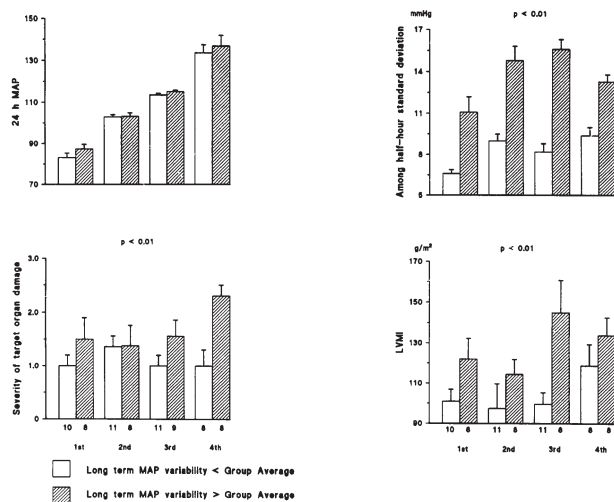 mmHg
p < 0.01
24 h MAP
150
130
110
90
70
Among half-hour standard deviation
17
14
11
8
5
p < 0.01
Severity of target organ damage
3.0
2.0
1.0
0
10 8 11 8 11 9 8 8
1st 2nd 3rd 4th
g/m²
p < 0.01
LVMI
170
150
130
110
90
10 8 11 8 11 8 8 8
1st 2nd 3rd 4th
Long term MAP variability < Group Average
Long term MAP variability > Group Average